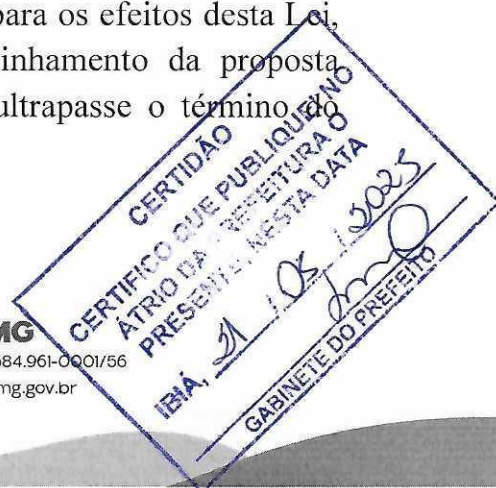 para os efeitos desta Lei,
inhamento da proposta
ultrapasse o término do
CERTIDÃO
CERTIFICO QUE PUBLIQUEI NO
ÁTRIO DA PREFEITURA O
PRESENTE, NESTA DATA
IBIÁ, 21 / 05 / 2025
GABINETE DO PREFEITO
MG
584.961-0001/56
mg.gov.br